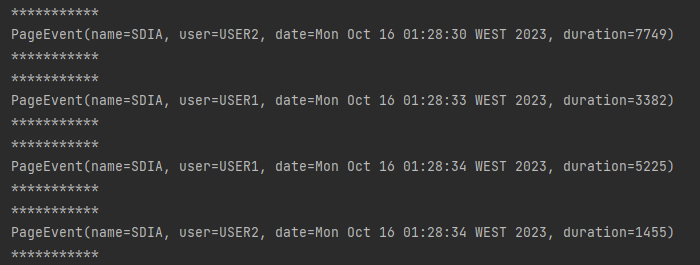 ***********
PageEvent(name=SDIA, user=USER2, date=Mon Oct 16 01:28:30 WEST 2023, duration=7749)
***********
***********
PageEvent(name=SDIA, user=USER1, date=Mon Oct 16 01:28:33 WEST 2023, duration=3382)
***********
***********
PageEvent(name=SDIA, user=USER1, date=Mon Oct 16 01:28:34 WEST 2023, duration=5225)
***********
***********
PageEvent(name=SDIA, user=USER2, date=Mon Oct 16 01:28:34 WEST 2023, duration=1455)
***********